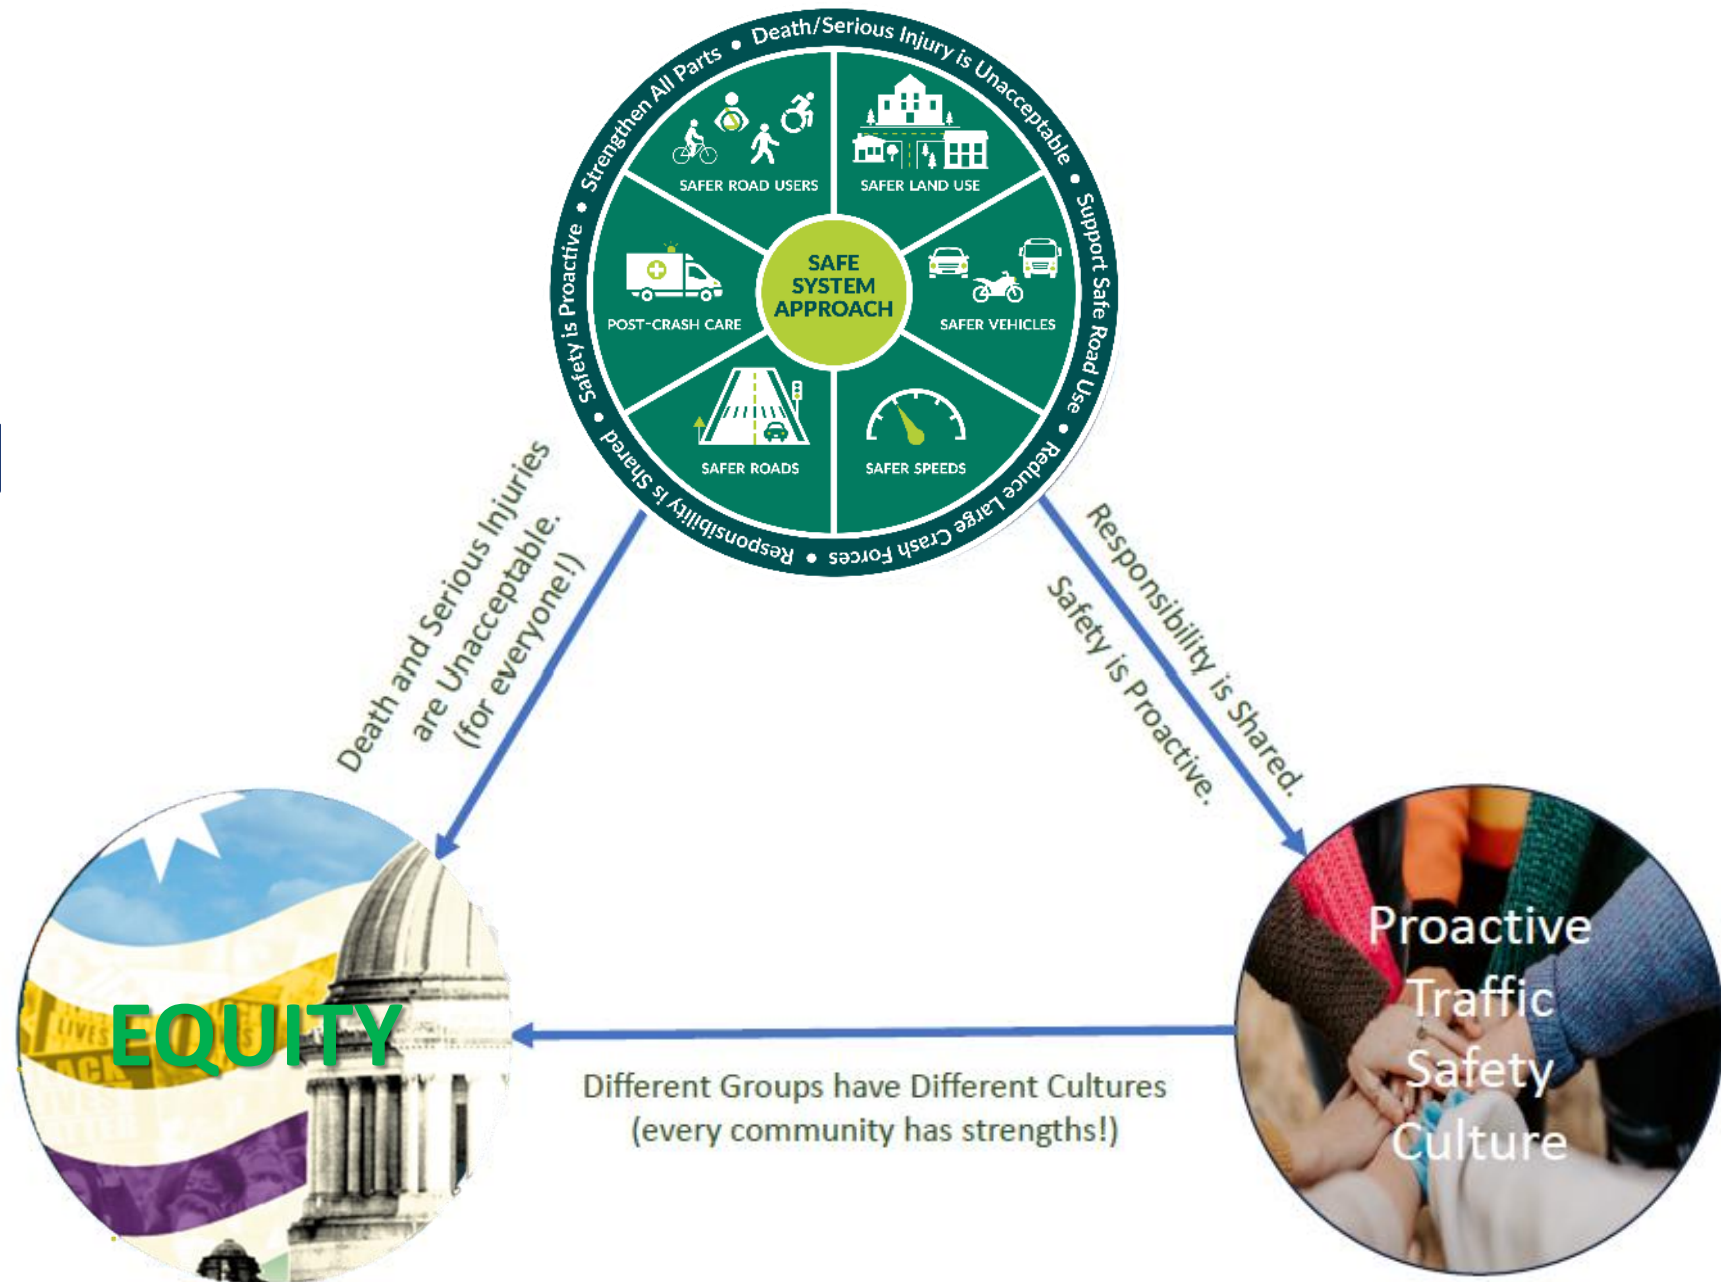 Death/Serious Injury is Unacceptable • Support Safe Road Use • Reduce Large Crash Forces • Responsibility is Shared • Safety is Proactive • Strengthen All Parts •
SAFER ROAD USERS
SAFER LAND USE
POST-CRASH CARE
SAFE
SYSTEM
APPROACH
SAFER VEHICLES
SAFER ROADS
SAFER SPEEDS
Death and Serious Injuries
are Unacceptable.
(for everyone!)
Responsibility is Shared.
Safety is Proactive.
EQUITY
LIVES
Different Groups have Different Cultures
(every community has strengths!)
Proactive
Traffic
Safety
Culture